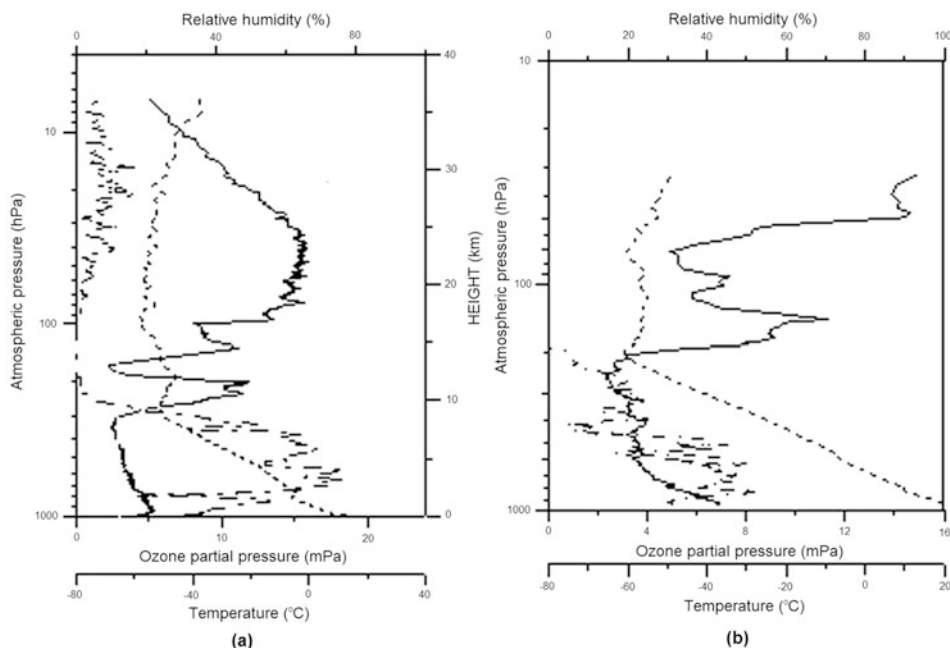 Relative humidity (%)
0 20 40 60 80
40
30
20
10
0
HEIGHT (km)
10
100
1000
Atmospheric pressure (hPa)
0 10 20
Ozone partial pressure (mPa)
-80 -40 0 40
Temperature (°C)
(a)
Relative humidity (%)
0 20 30 60 80 100
10
100
1000
Atmospheric pressure (hPa)
4 8 12 16
Ozone partial pressure (mPa)
-80 -60 -40 -20 0 20
Temperature (°C)
(b)